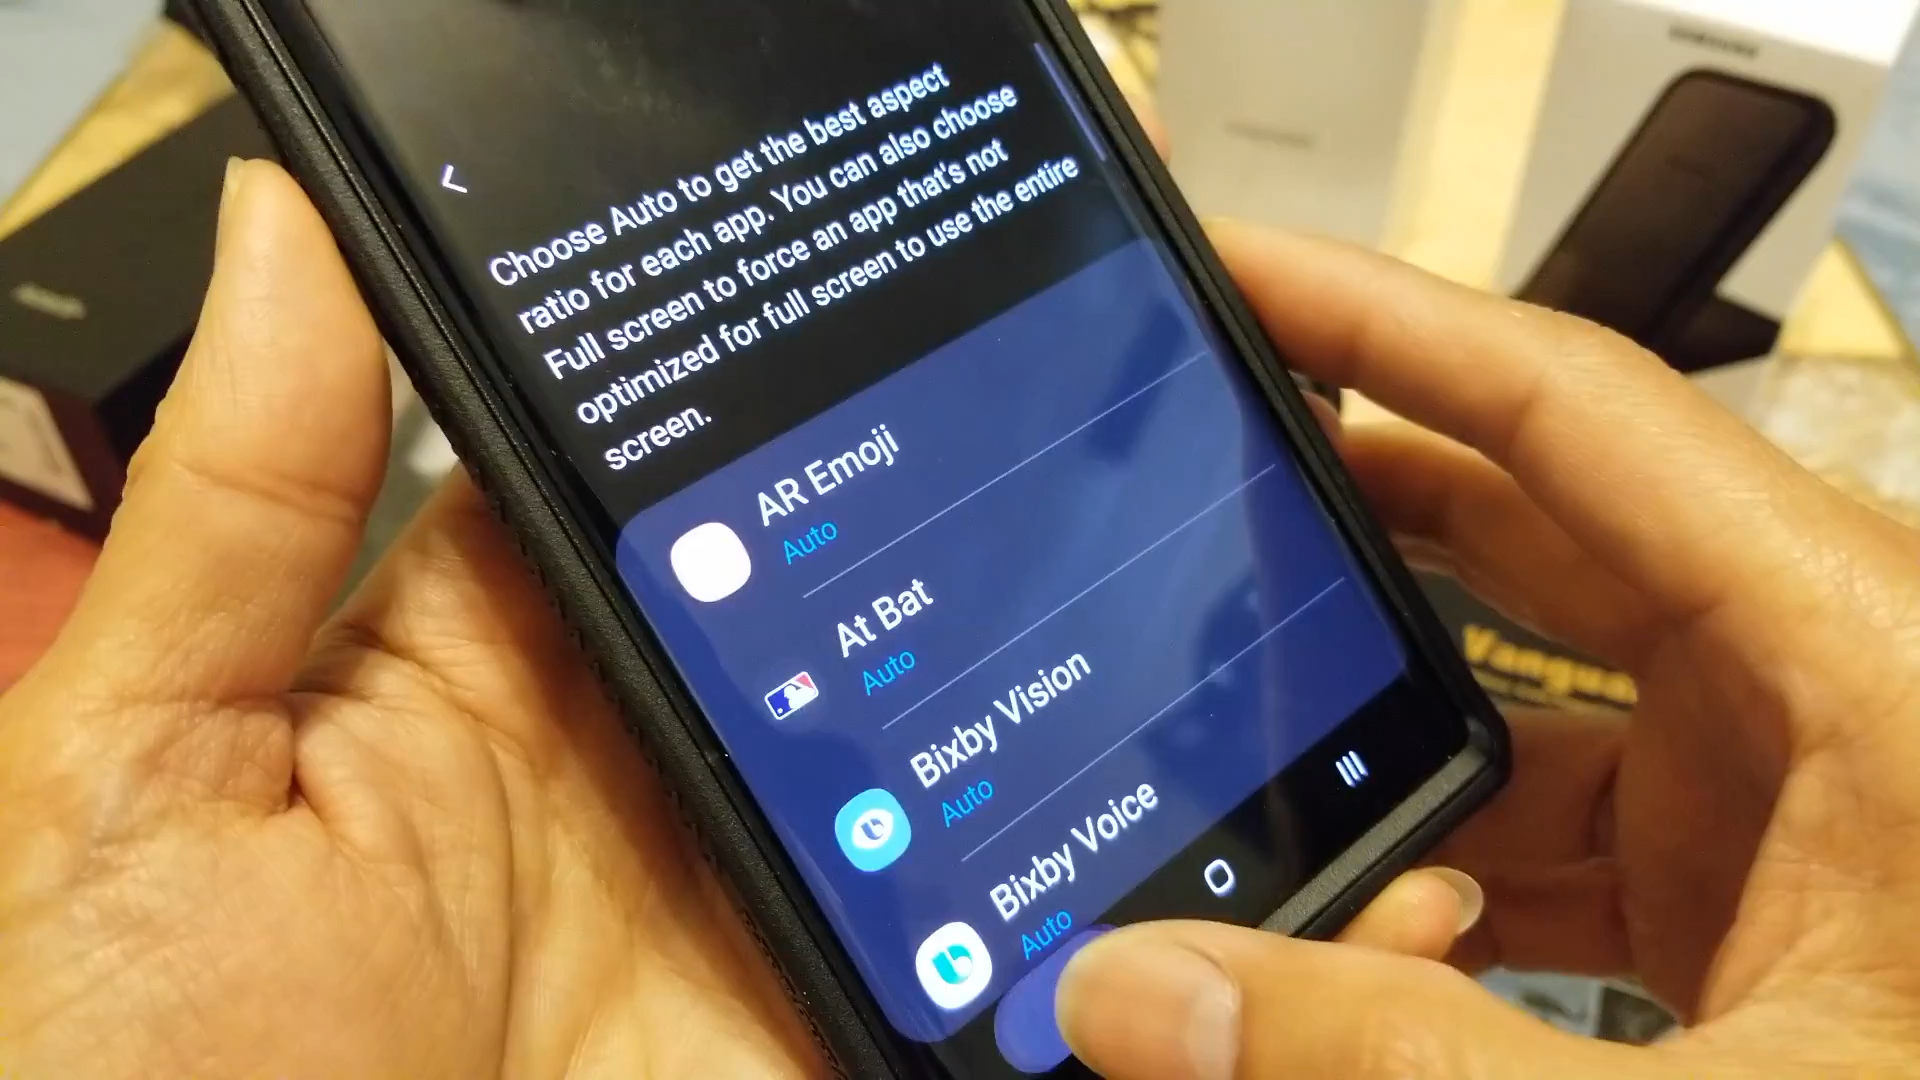 SAMSUNG
Choose Auto to get the best aspect
ratio for each app. You can also choose
Full screen to force an app that's not
optimized for full screen to use the entire
screen.
AR Emoji
Auto
At Bat
Auto
Bixby Vision
Auto
Bixby Voice
Auto